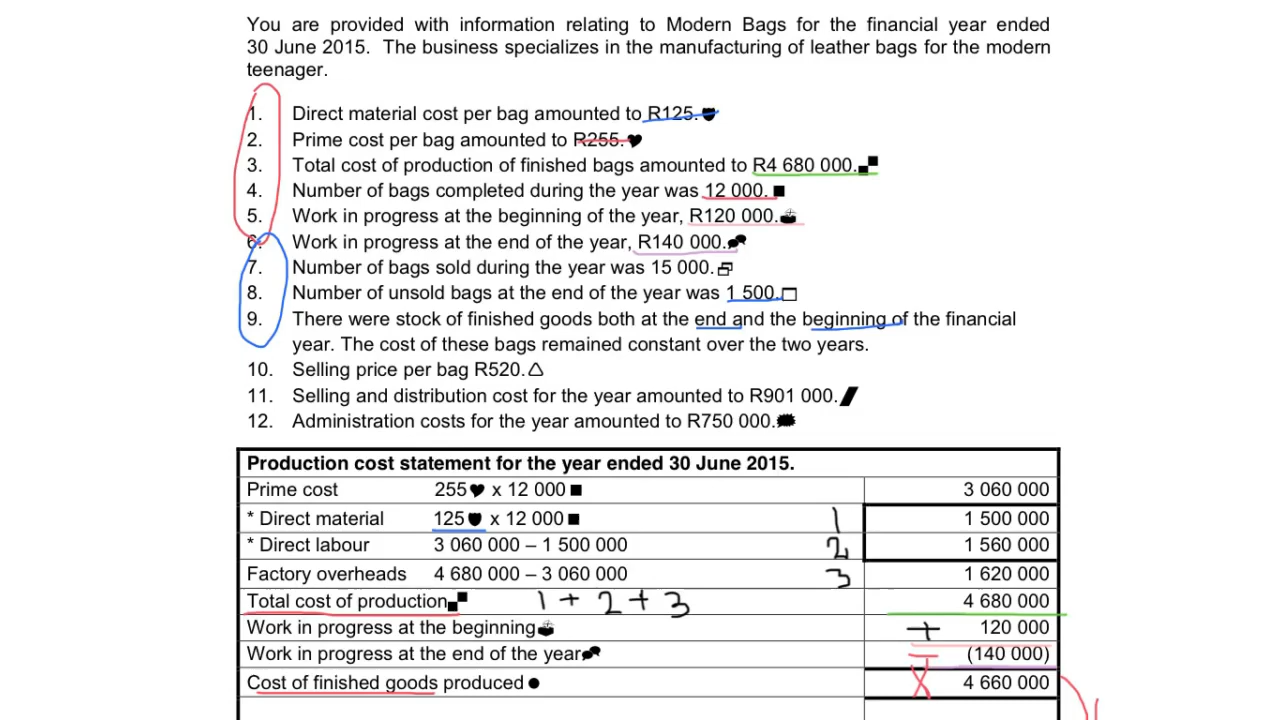 You are provided with information relating to Modern Bags for the financial year ended
30 June 2015. The business specializes in the manufacturing of leather bags for the modern
teenager.
1. Direct material cost per bag amounted to R125.
2. Prime cost per bag amounted to R255.
3. Total cost of production of finished bags amounted to R4 680 000.
4. Number of bags completed during the year was 12 000.
5. Work in progress at the beginning of the year, R120 000.
6. Work in progress at the end of the year, R140 000.
7. Number of bags sold during the year was 15 000.
8. Number of unsold bags at the end of the year was 1 500.
9. There were stock of finished goods both at the end and the beginning of the financial
year. The cost of these bags remained constant over the two years.
10. Selling price per bag R520.
11. Selling and distribution cost for the year amounted to R901 000.
12. Administration costs for the year amounted to R750 000.
Production cost statement for the year ended 30 June 2015.
Prime cost 255 x 12 000 3 060 000
* Direct material 125 x 12 000 1 1 500 000
* Direct labour 3 060 000 – 1 500 000 2 1 560 000
Factory overheads 4 680 000 – 3 060 000 3 1 620 000
Total cost of production 1 + 2 + 3 4 680 000
Work in progress at the beginning + 120 000
Work in progress at the end of the year - (140 000)
Cost of finished goods produced 4 660 000